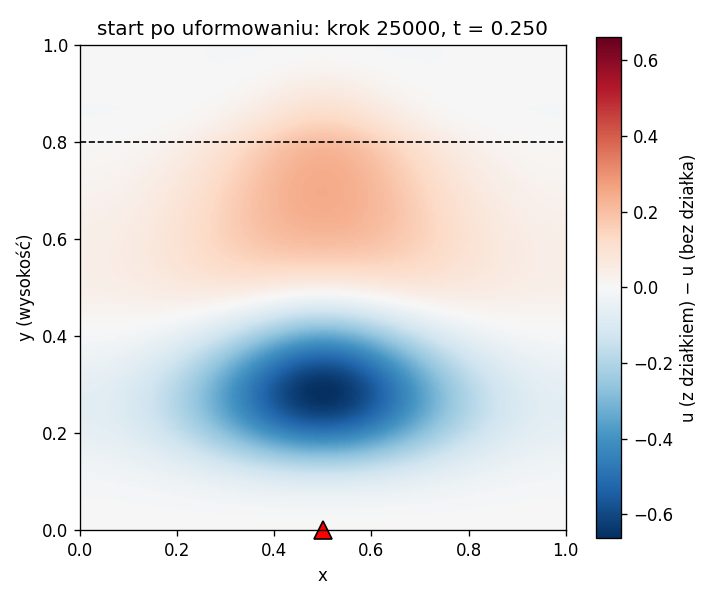 start po uformowaniu: krok 25000, t = 0.250
1.0
0.8
0.6
0.4
0.2
0.0
y (wysokość)
0.0 0.2 0.4 0.6 0.8 1.0
x
0.6
0.4
0.2
0.0
−0.2
−0.4
−0.6
u (z działkiem) − u (bez działka)